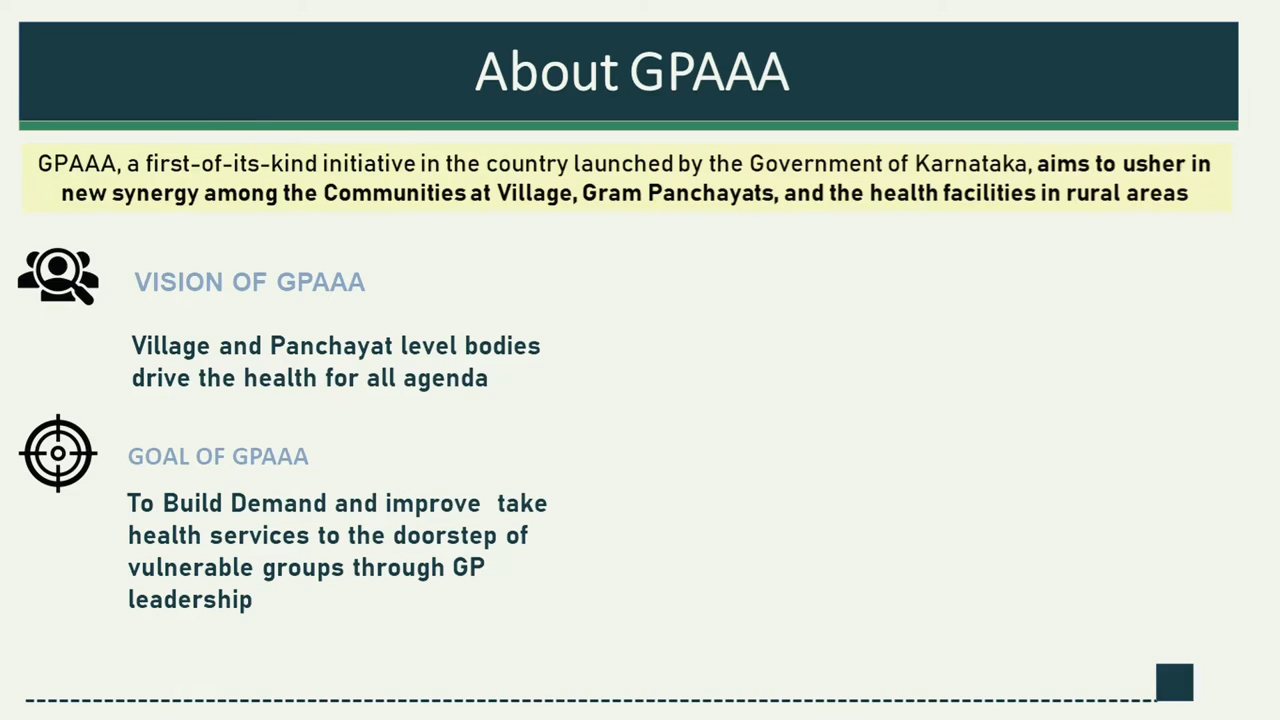 About GPAAA
GPAAA, a first-of-its-kind initiative in the country launched by the Government of Karnataka, aims to usher in
new synergy among the Communities at Village, Gram Panchayats, and the health facilities in rural areas
VISION OF GPAAA
Village and Panchayat level bodies
drive the health for all agenda
GOAL OF GPAAA
To Build Demand and improve take
health services to the doorstep of
vulnerable groups through GP
leadership